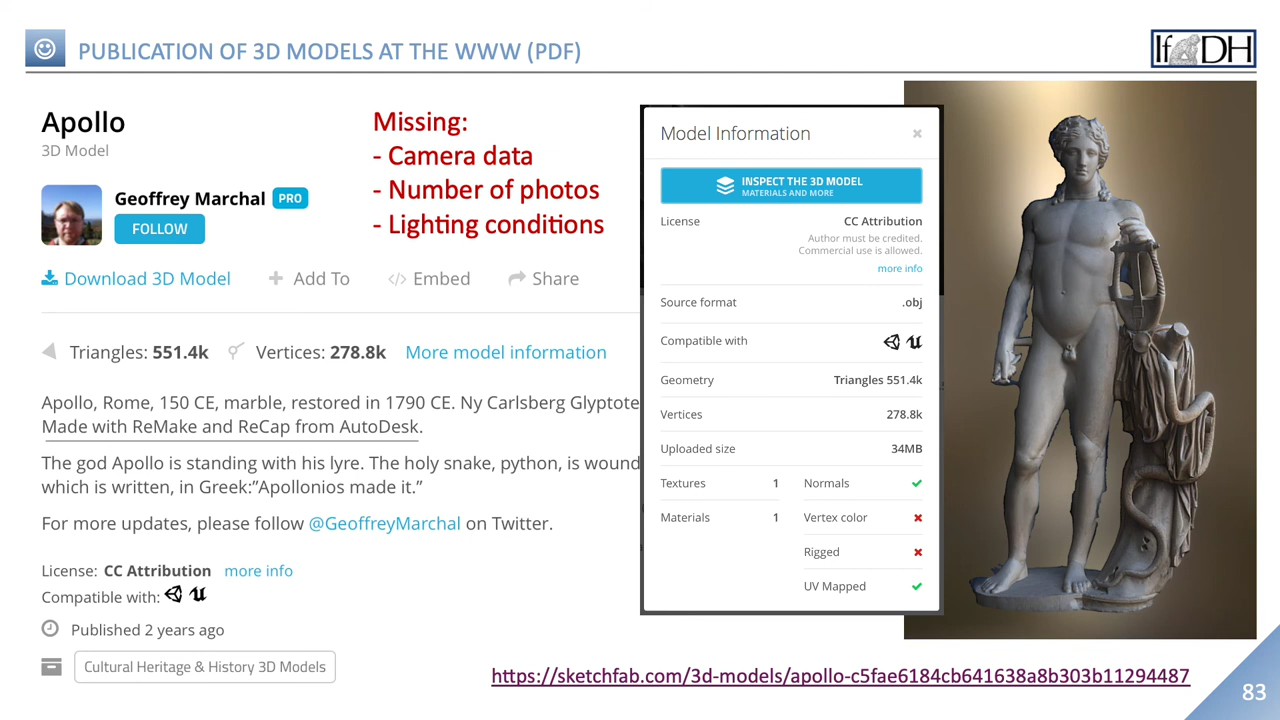 PUBLICATION OF 3D MODELS AT THE WWW (PDF)
IfDH
Apollo
3D Model
Geoffrey Marchal PRO
FOLLOW
Missing:
- Camera data
- Number of photos
- Lighting conditions
Download 3D Model Add To Embed Share
Triangles: 551.4k Vertices: 278.8k More model information
Apollo, Rome, 150 CE, marble, restored in 1790 CE. Ny Carlsberg Glyptote
Made with ReMake and ReCap from AutoDesk.
The god Apollo is standing with his lyre. The holy snake, python, is wound
which is written, in Greek:”Apollonios made it.”
For more updates, please follow @GeoffreyMarchal on Twitter.
License: CC Attribution more info
Compatible with:
Published 2 years ago
Cultural Heritage & History 3D Models
Model Information
INSPECT THE 3D MODEL
MATERIALS AND MORE
License CC Attribution
Author must be credited.
Commercial use is allowed.
more info
Source format .obj
Compatible with
Geometry Triangles 551.4k
Vertices 278.8k
Uploaded size 34MB
Textures 1 Normals
Materials 1 Vertex color
Rigged
UV Mapped
https://sketchfab.com/3d-models/apollo-c5fae6184cb641638a8b303b11294487
83